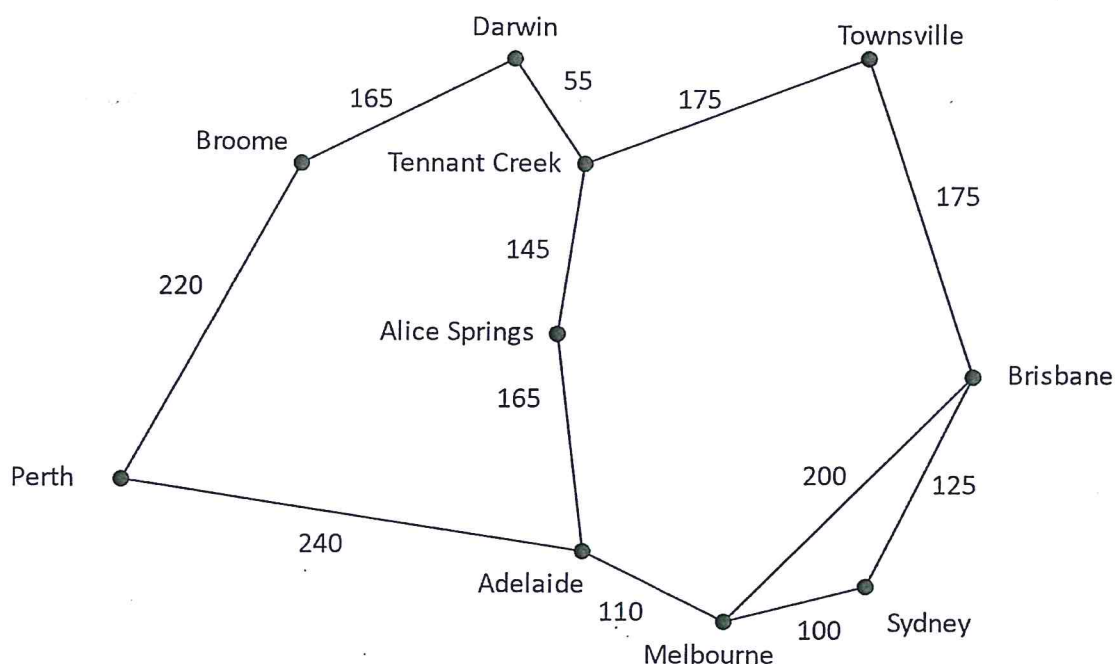 Darwin
Townsville
55
165
175
Broome
Tennant Creek
175
145
220
Alice Springs
165
Brisbane
Perth
200
125
240
Adelaide
110
100
Sydney
Melbourne